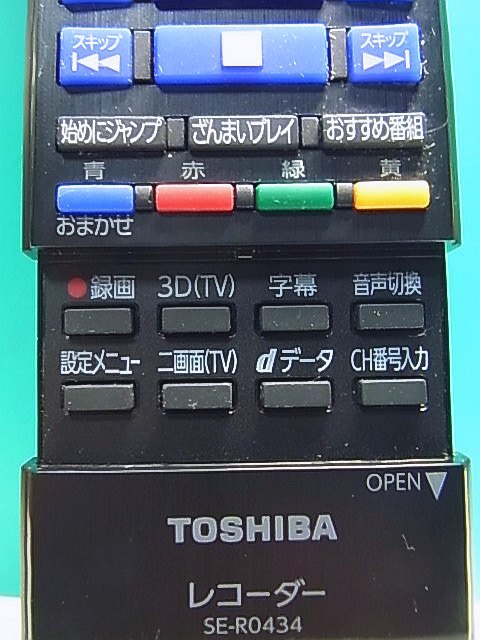 スキップ スキップ
始めにジャンプ ざんまいプレイ おすすめ番組
青 赤 緑 黄
おまかせ
録画 3D(TV) 字幕 音声切換
設定メニュー 二画面(TV) dデータ CH番号入力
OPEN
TOSHIBA
レコーダー
SE-R0434